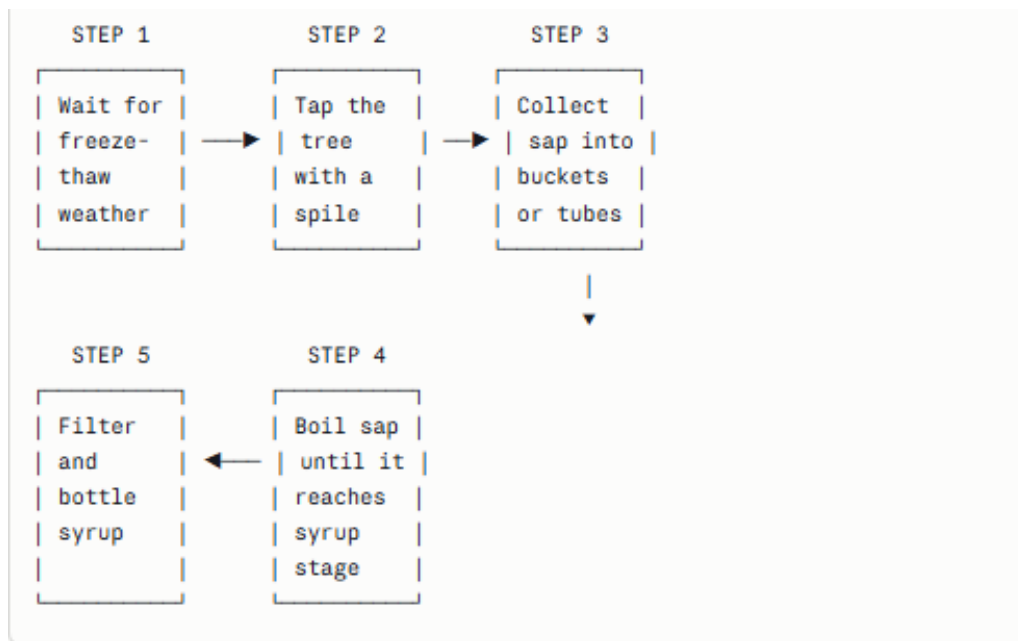 STEP 1 STEP 2 STEP 3
Wait for Tap the Collect
freeze- tree sap into
thaw with a buckets
weather spile or tubes
STEP 5 STEP 4
Filter Boil sap
and until it
bottle reaches
syrup syrup
stage